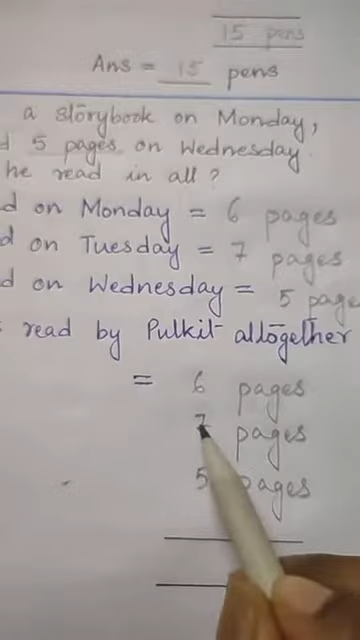 15 pens
Ans = 15 pens
a storybook on Monday,
5 pages on Wednesday.
he read in all?
d on Monday = 6 pages
d on Tuesday = 7 pages
d on Wednesday = 5 page
read by Pulkit altogether
= 6 pages
7 pages
5 pages